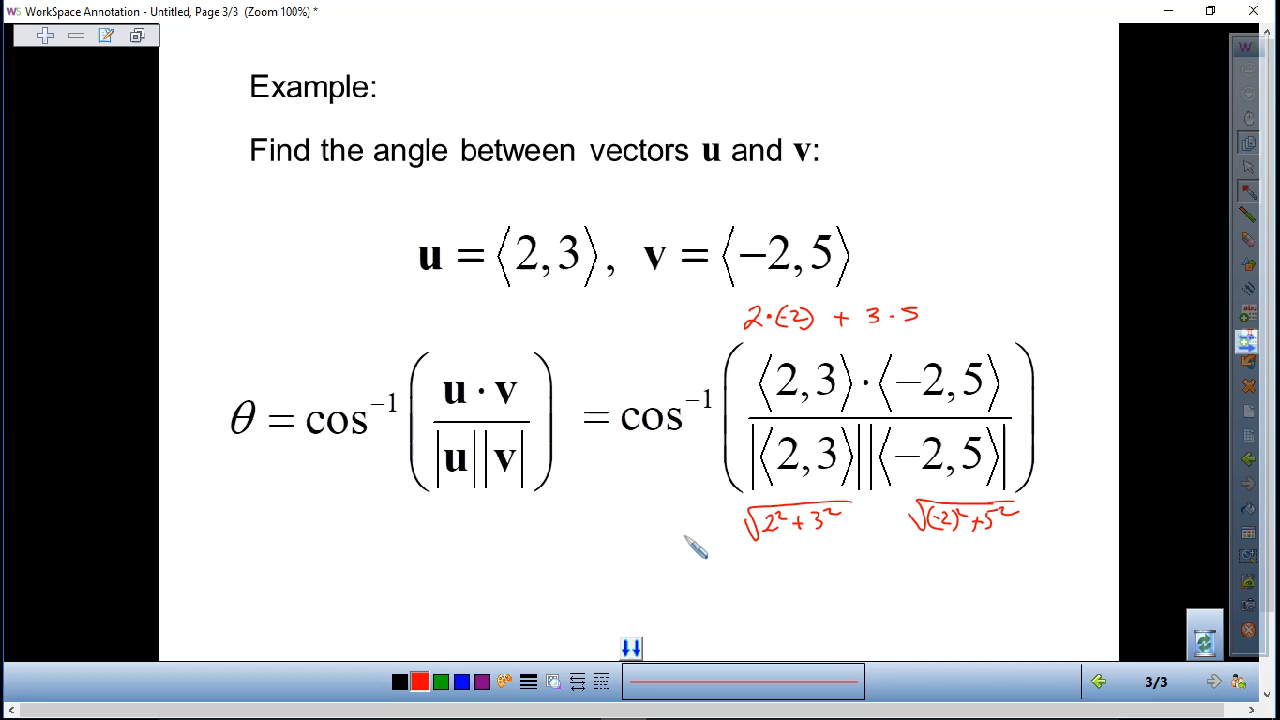 WS WorkSpace Annotation - Untitled, Page 3/3 (Zoom 100%) *
W
Example:
Find the angle between vectors u and v:
u = ⟨2,3⟩, v = ⟨−2,5⟩
2·(-2) + 3·5
θ = cos⁻¹ ( u · v / |u||v| ) = cos⁻¹ ( ⟨2,3⟩ · ⟨−2,5⟩ / |⟨2,3⟩||⟨−2,5⟩| )
√2² + 3² √(-2)² + 5²
3/3